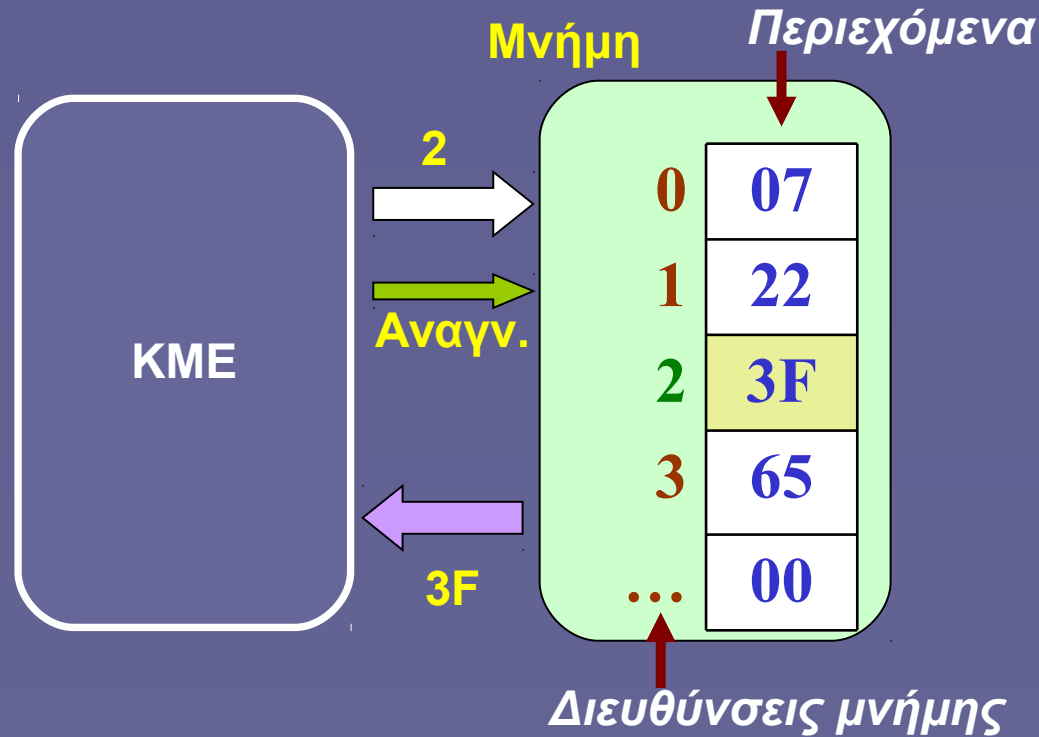 Περιεχόμενα
Μνήμη
2
0 07
Αναγν.
1 22
ΚΜΕ
2 3F
3 65
3F
... 00
Διευθύνσεις μνήμης